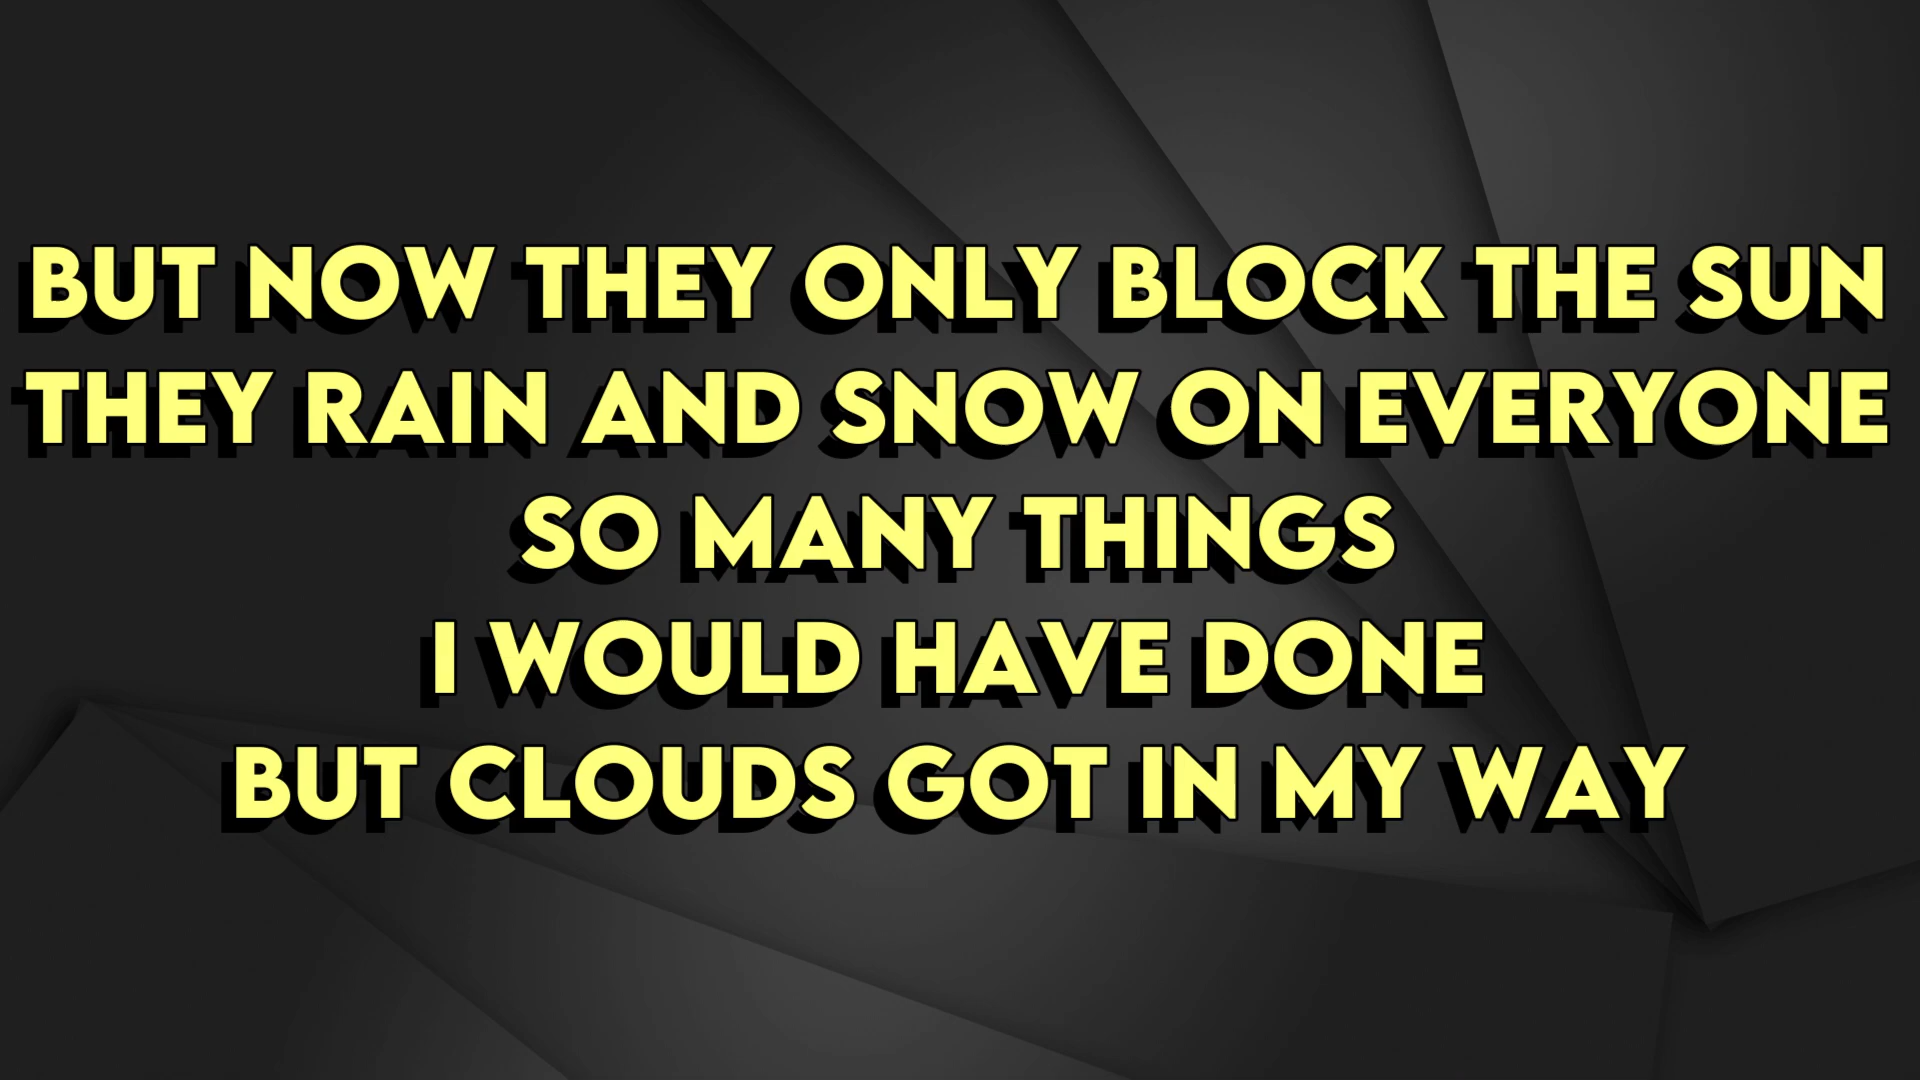 BUT NOW THEY ONLY BLOCK THE SUN
THEY RAIN AND SNOW ON EVERYONE
SO MANY THINGS
I WOULD HAVE DONE
BUT CLOUDS GOT IN MY WAY